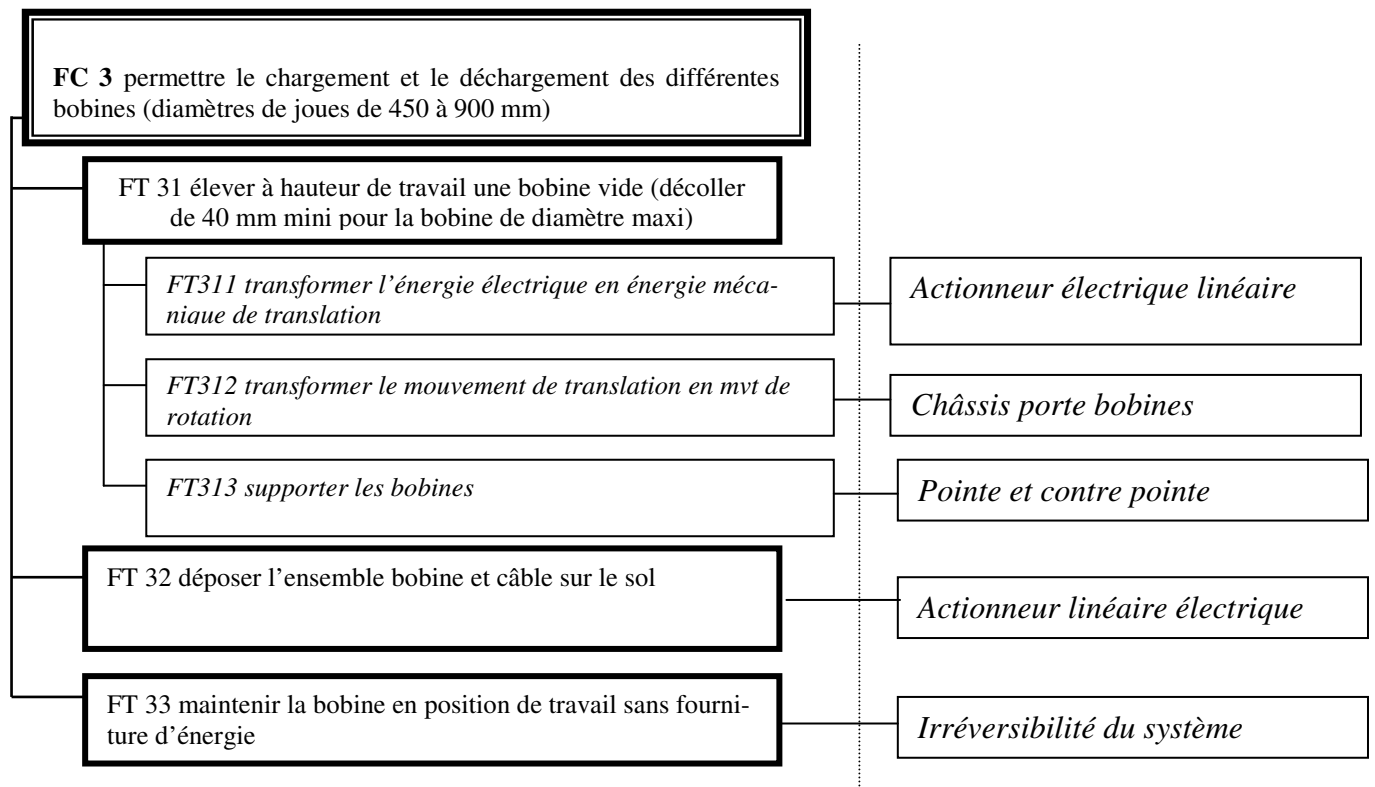 FC 3 permettre le chargement et le déchargement des différentes
bobines (diamètres de joues de 450 à 900 mm)
FT 31 élever à hauteur de travail une bobine vide (décoller
de 40 mm mini pour la bobine de diamètre maxi)
FT311 transformer l’énergie électrique en énergie méca-
nique de translation
Actionneur électrique linéaire
FT312 transformer le mouvement de translation en mvt de
rotation
Châssis porte bobines
FT313 supporter les bobines
Pointe et contre pointe
FT 32 déposer l’ensemble bobine et câble sur le sol
Actionneur linéaire électrique
FT 33 maintenir la bobine en position de travail sans fourni-
ture d’énergie
Irréversibilité du système